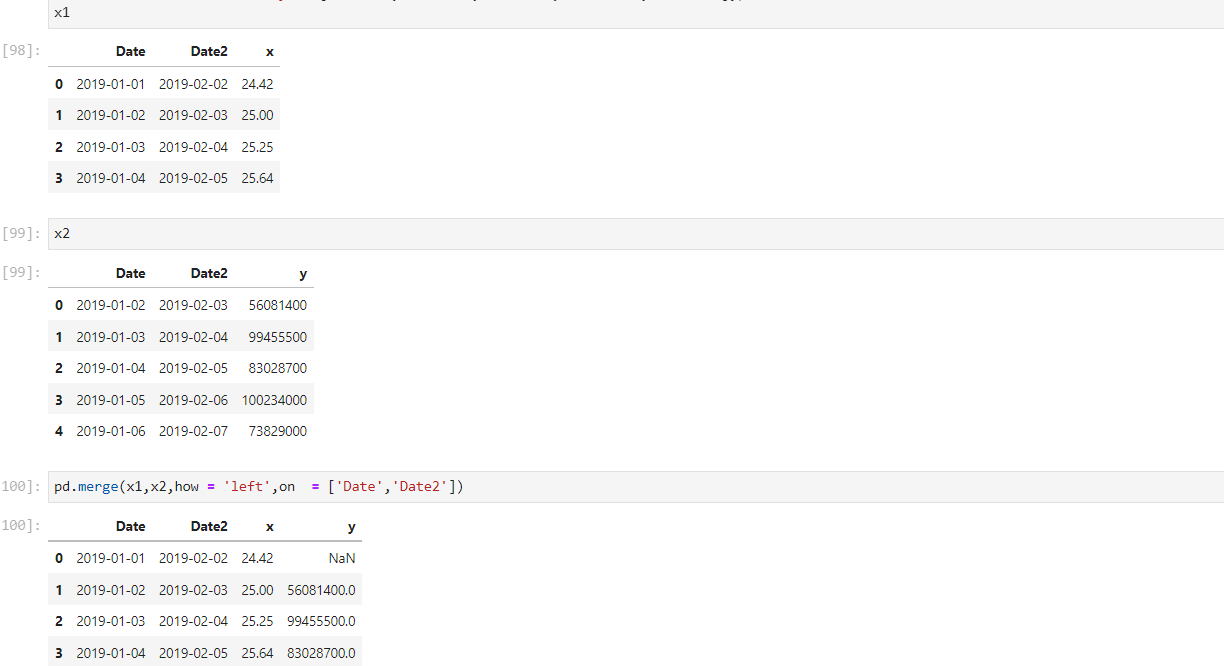 x1
[98]:
Date Date2 x
0 2019-01-01 2019-02-02 24.42
1 2019-01-02 2019-02-03 25.00
2 2019-01-03 2019-02-04 25.25
3 2019-01-04 2019-02-05 25.64
[99]: x2
[99]:
Date Date2 y
0 2019-01-02 2019-02-03 56081400
1 2019-01-03 2019-02-04 99455500
2 2019-01-04 2019-02-05 83028700
3 2019-01-05 2019-02-06 100234000
4 2019-01-06 2019-02-07 73829000
100]: pd.merge(x1,x2,how = 'left',on  = ['Date','Date2'])
100]:
Date Date2 x y
0 2019-01-01 2019-02-02 24.42 NaN
1 2019-01-02 2019-02-03 25.00 56081400.0
2 2019-01-03 2019-02-04 25.25 99455500.0
3 2019-01-04 2019-02-05 25.64 83028700.0